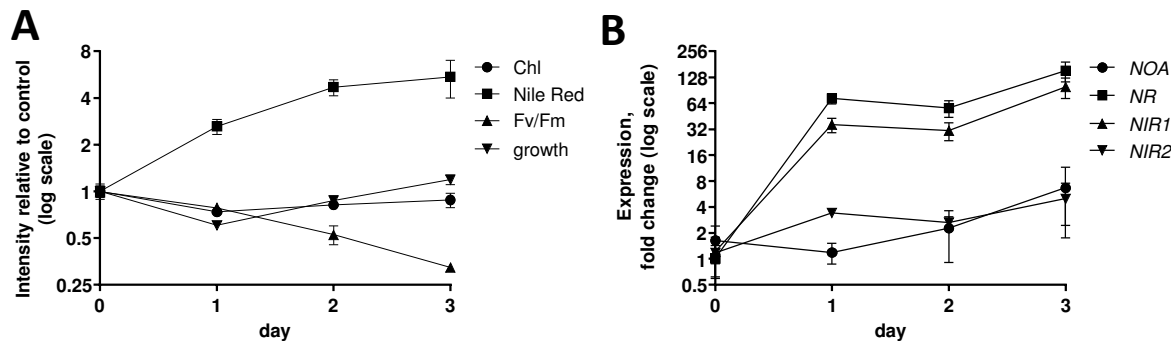 A
Intensity relative to control
(log scale)
8
4
2
1
0.5
0.25
0
1
2
3
day
Chl
Nile Red
Fv/Fm
growth
B
Expression,
fold change (log scale)
256
128
64
32
16
8
4
2
1
0.5
0
1
2
3
day
NOA
NR
NIR1
NIR2